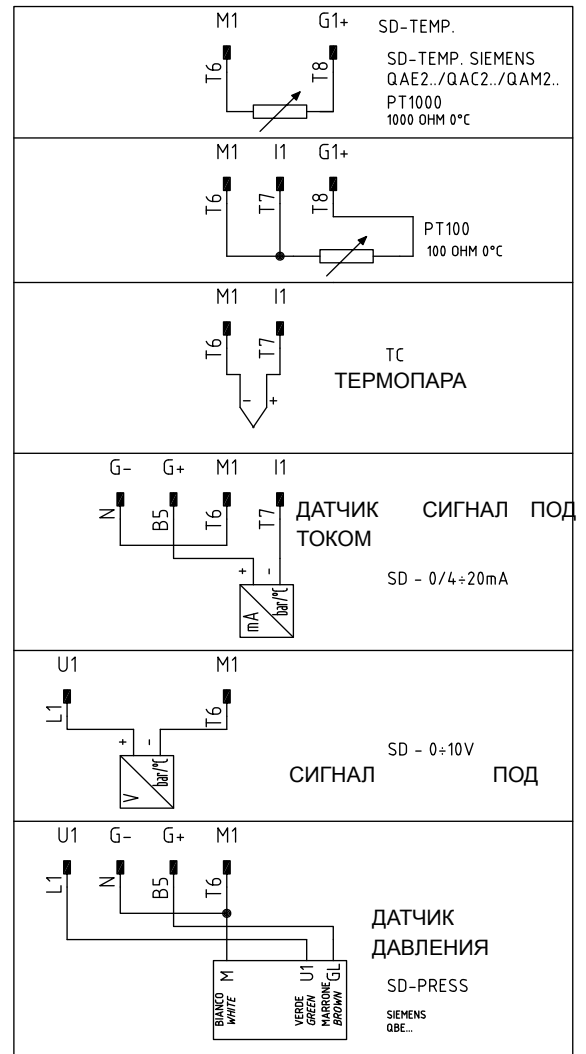 M1 G1+ SD-TEMP.
T6 T8 SD-TEMP. SIEMENS
QAE2../QAC2../QAM2..
PT1000
1000 OHM 0°C
M1 I1 G1+
T6 T7 T8
PT100
100 OHM 0°C
M1 I1
T6 T7
TC
ТЕРМОПАРА
- +
G- G+ M1 I1
N B5 T6 T7
ДАТЧИК СИГНАЛ ПОД
ТОКОМ
+ -
mA bar/°C
SD - 0/4÷20mA
U1 M1
L1 T6
+ -
V bar/°C
SD - 0÷10V
СИГНАЛ ПОД
U1 G- G+ M1
L1 N B5 T6
ДАТЧИК
ДАВЛЕНИЯ
M U1 GL
BIANCO VERDE MARRONE
WHITE GREEN BROWN
SD-PRESS
SIEMENS
QBE...